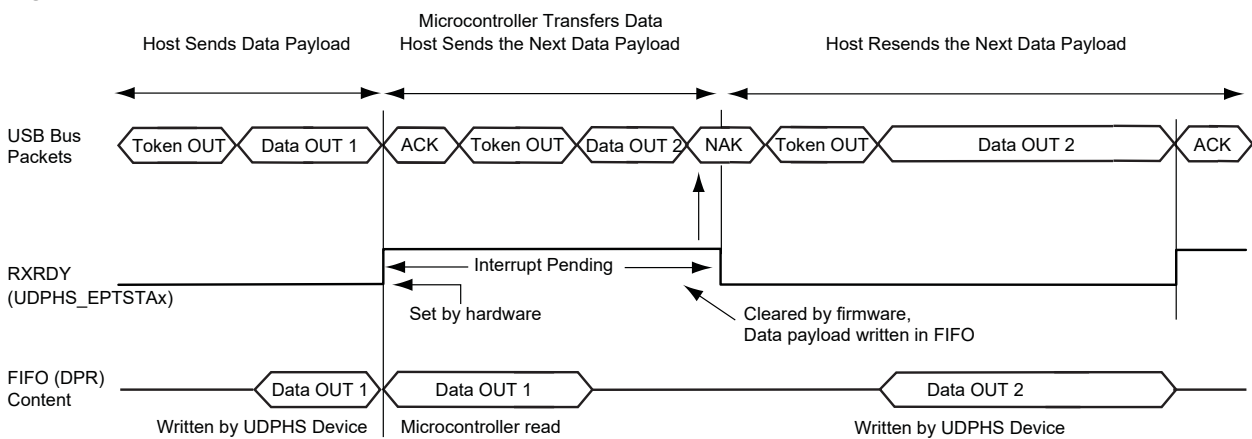 Microcontroller Transfers Data
Host Sends Data Payload
Host Sends the Next Data Payload
Host Resends the Next Data Payload
USB Bus
Packets
Token OUT
Data OUT 1
ACK
Token OUT
Data OUT 2
NAK
Token OUT
Data OUT 2
ACK
RXRDY
(UDPHS_EPTSTAx)
Interrupt Pending
Set by hardware
Cleared by firmware,
Data payload written in FIFO
FIFO (DPR)
Content
Data OUT 1
Data OUT 1
Data OUT 2
Written by UDPHS Device
Microcontroller read
Written by UDPHS Device